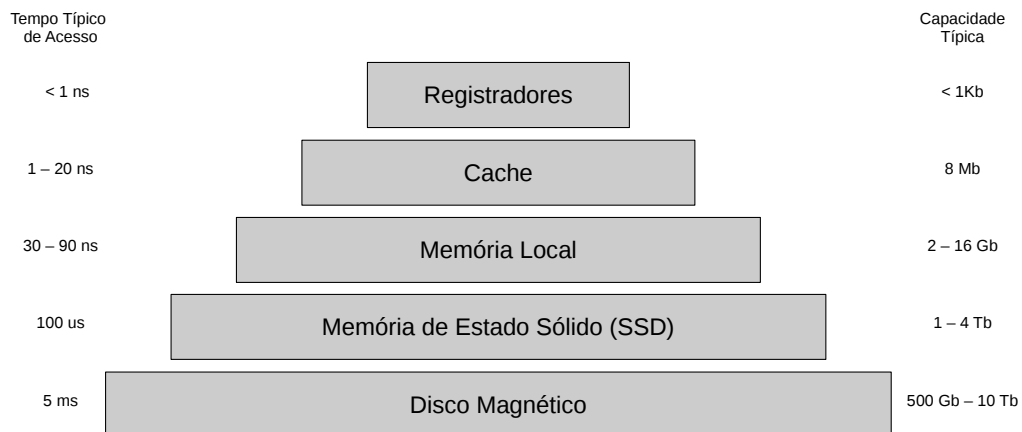 Tempo Típico
de Acesso
Capacidade
Típica
< 1 ns
Registradores
< 1Kb
1 – 20 ns
Cache
8 Mb
30 – 90 ns
Memória Local
2 – 16 Gb
100 us
Memória de Estado Sólido (SSD)
1 – 4 Tb
5 ms
Disco Magnético
500 Gb – 10 Tb